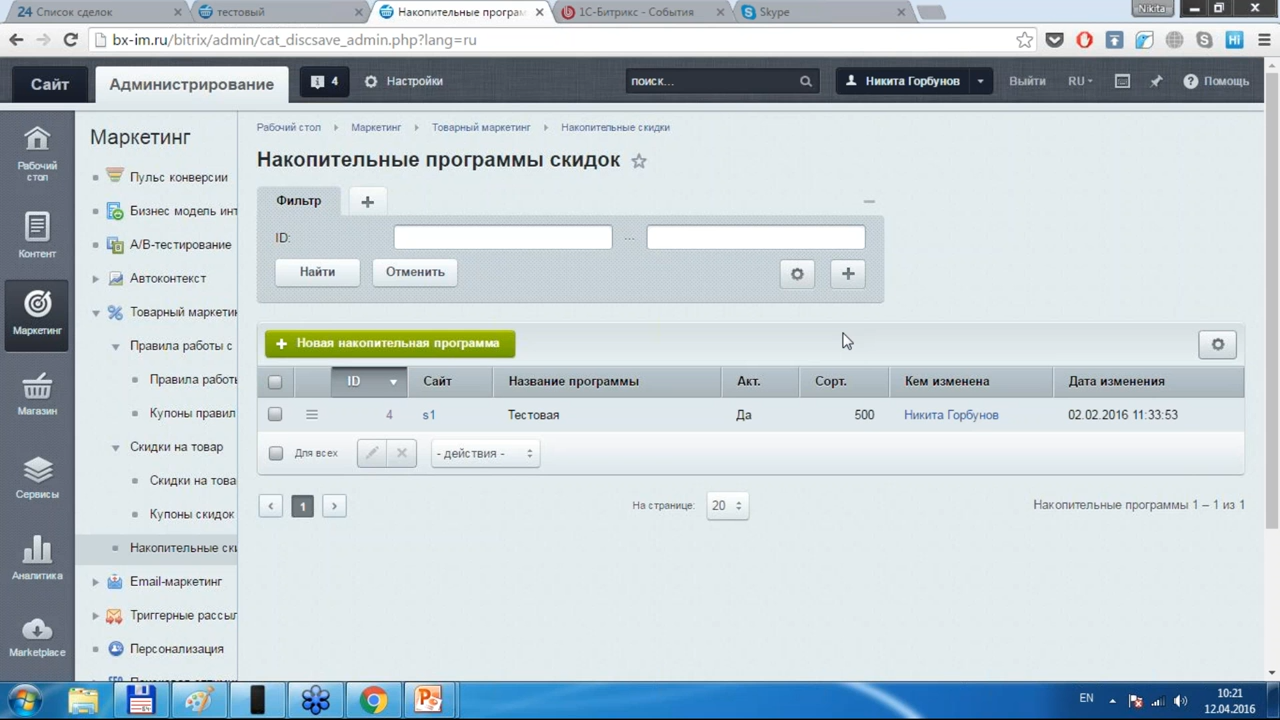 24 Список сделок
тестовый
Накопительные програм
1С-Битрикс - События
Skype
Nikita
bx-im.ru/bitrix/admin/cat_discsave_admin.php?lang=ru
Сайт
Администрирование
4
Настройки
поиск...
Никита Горбунов
Выйти
RU
Помощь
Рабочий стол
Контент
Маркетинг
Магазин
Сервисы
Аналитика
Marketplace
Маркетинг
Пульс конверсии
Бизнес модель инт
A/B-тестирование
Автоконтекст
Товарный маркетин
Правила работы с
Правила работы
Купоны правил
Скидки на товар
Скидки на това
Купоны скидок
Накопительные ски
Email-маркетинг
Триггерные рассыл
Персонализация
Рабочий стол Маркетинг Товарный маркетинг Накопительные скидки
Накопительные программы скидок
Фильтр
ID:
...
Найти Отменить
Новая накопительная программа
ID Сайт Название программы Акт. Сорт. Кем изменена Дата изменения
4 s1 Тестовая Да 500 Никита Горбунов 02.02.2016 11:33:53
Для всех - действия -
1 На странице: 20 Накопительные программы 1 – 1 из 1
EN
10:21
12.04.2016